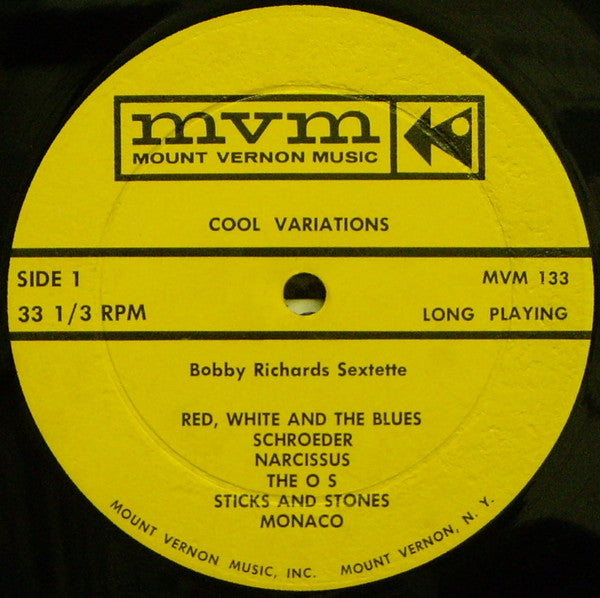 mvm
MOUNT VERNON MUSIC
COOL VARIATIONS
SIDE 1
MVM 133
33 1/3 RPM
LONG PLAYING
Bobby Richards Sextette
RED, WHITE AND THE BLUES
SCHROEDER
NARCISSUS
THE O S
STICKS AND STONES
MONACO
MOUNT VERNON MUSIC, INC. MOUNT VERNON, N. Y.